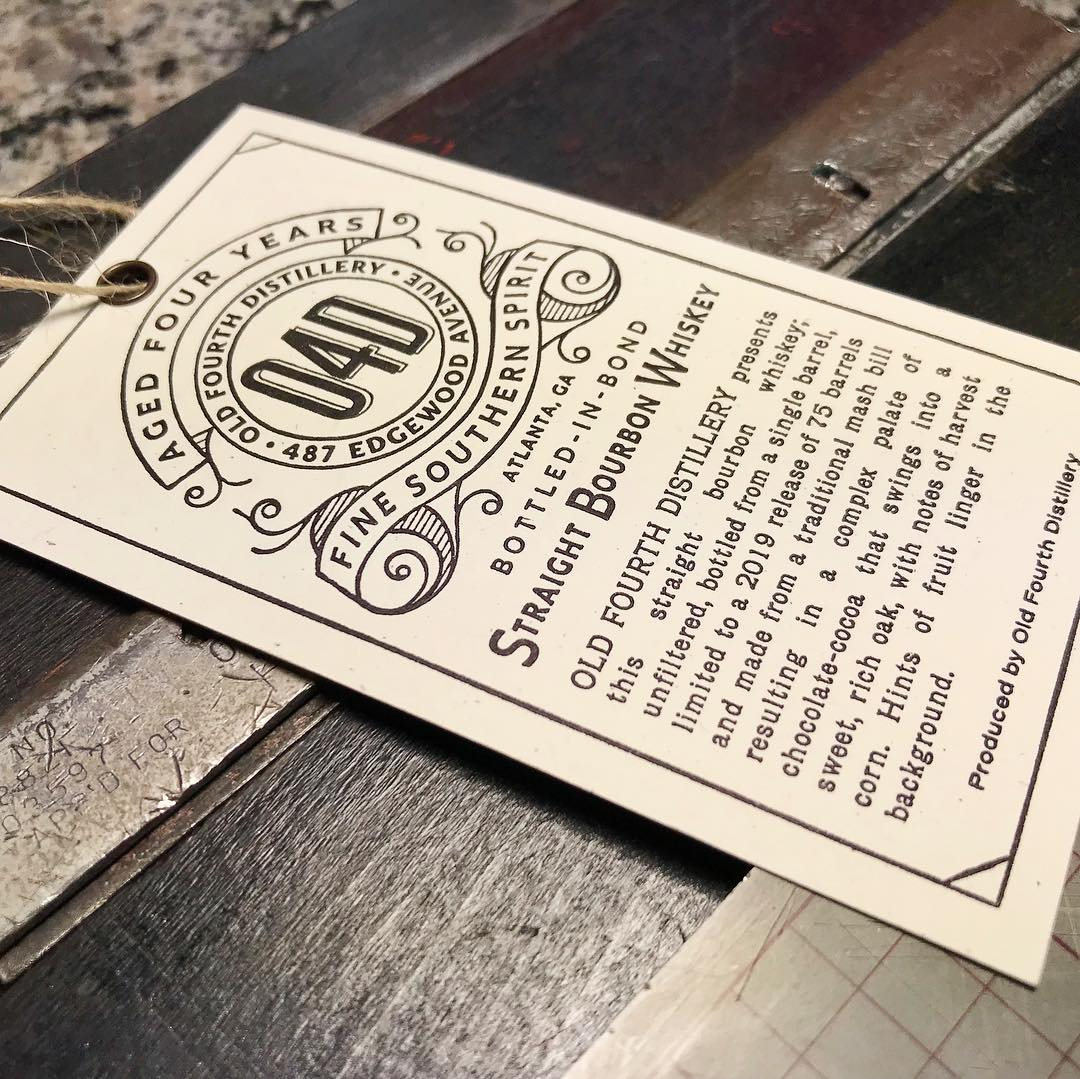 AGED FOUR YEARS
OLD FOURTH DISTILLERY •
O4D
• 487 EDGEWOOD AVENUE
FINE SOUTHERN SPIRIT
ATLANTA, GA
BOTTLED-IN-BOND
STRAIGHT BOURBON WHISKEY
OLD FOURTH DISTILLERY presents
this straight bourbon whiskey;
unfiltered, bottled from a single barrel,
limited to a 2019 release of 75 barrels
and made from a traditional mash bill
resulting in a complex palate of
chocolate-cocoa that swings into a
sweet, rich oak, with notes of harvest
corn. Hints of fruit linger in the
background.
Produced by Old Fourth Distillery
NO.
FOR